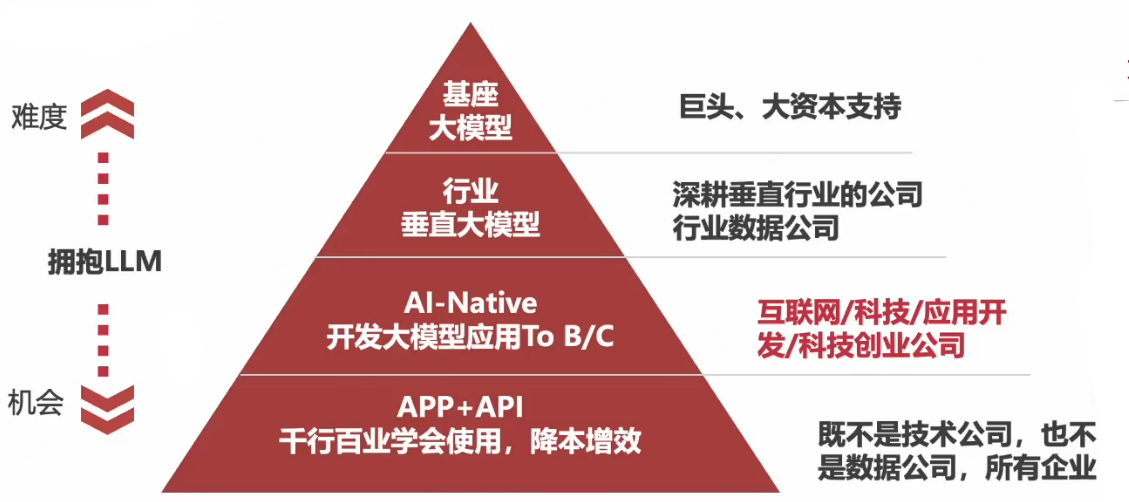 难度
拥抱LLM
机会
基座
大模型
巨头、大资本支持
行业
垂直大模型
深耕垂直行业的公司
行业数据公司
AI-Native
开发大模型应用To B/C
互联网/科技/应用开
发/科技创业公司
APP+API
千行百业学会使用，降本增效
既不是技术公司，也不
是数据公司，所有企业